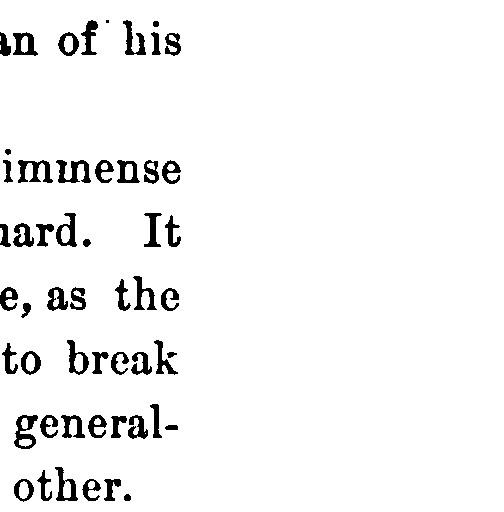 an of his
immense
hard. It
e, as the
to break
general-
other.